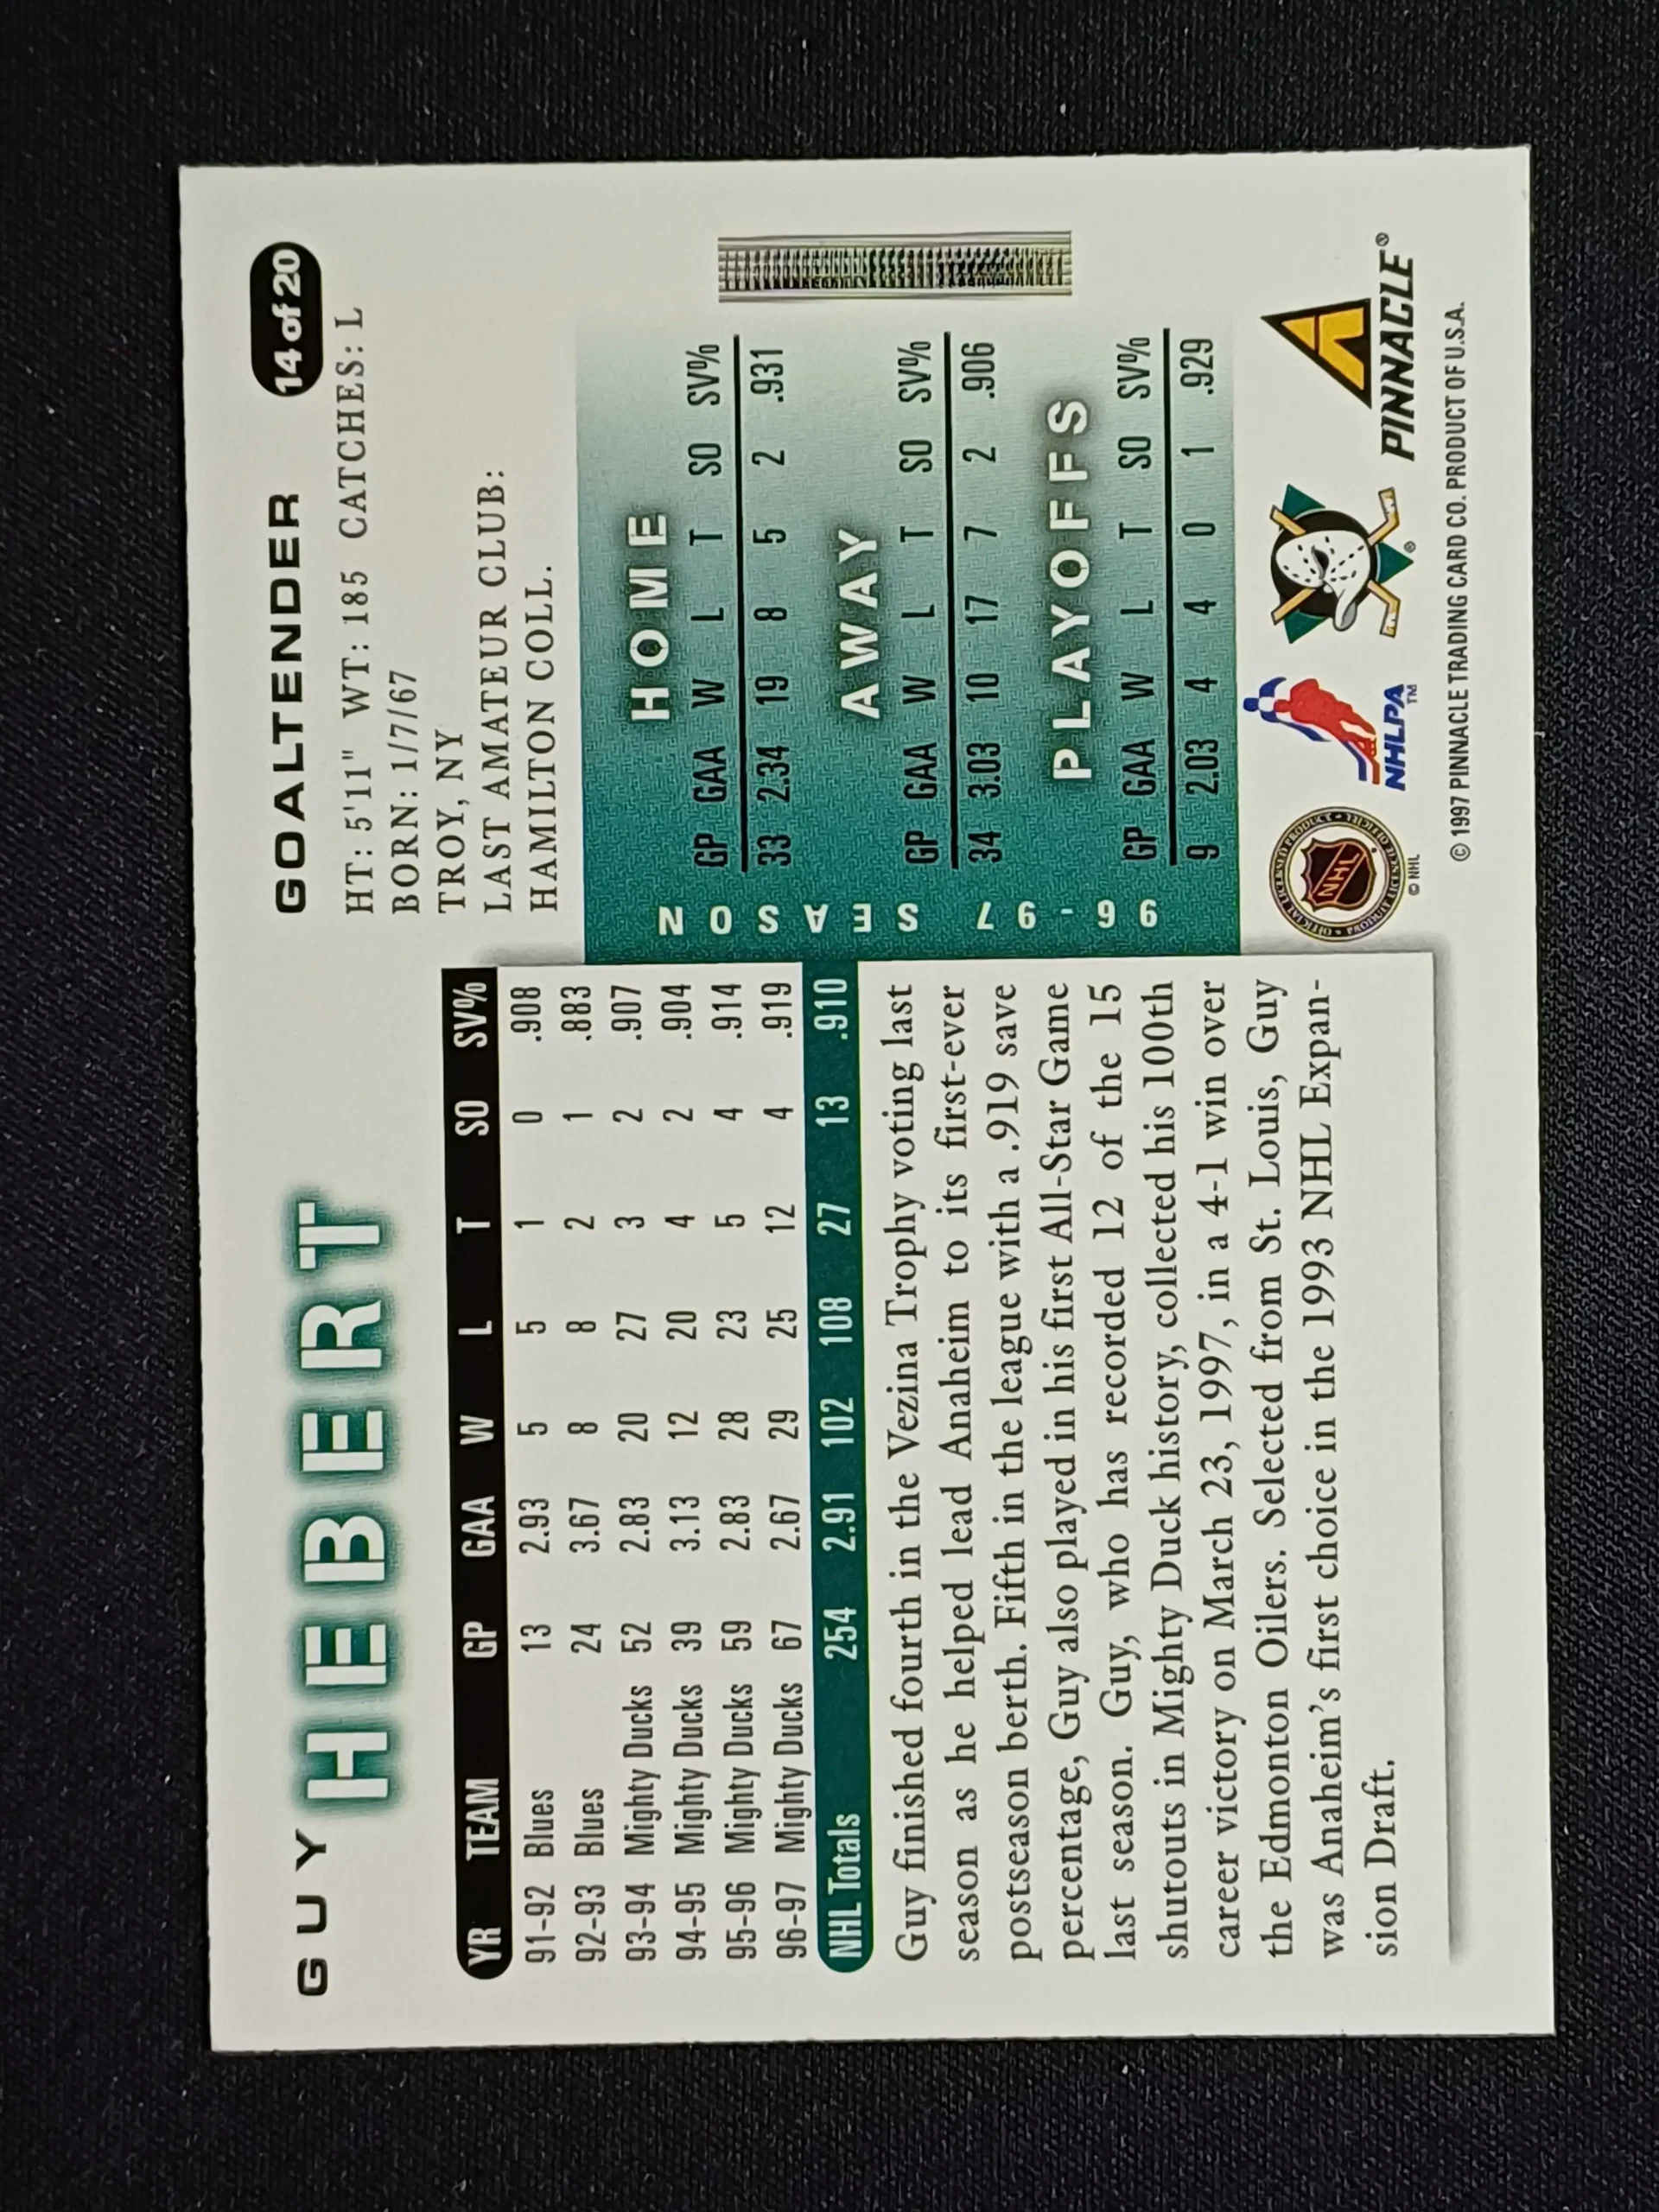 GUY HEBERT
GOALTENDER 14 of 20
HT: 5'11" WT: 185 CATCHES: L
BORN: 1/7/67
TROY, NY
LAST AMATEUR CLUB:
HAMILTON COLL.
YR TEAM GP GAA W L T SO SV%
91-92 Blues 13 2.93 5 5 1 0 .908
92-93 Blues 24 3.67 8 8 2 1 .883
93-94 Mighty Ducks 52 2.83 20 27 3 2 .907
94-95 Mighty Ducks 39 3.13 12 20 4 2 .904
95-96 Mighty Ducks 59 2.83 28 23 5 4 .914
96-97 Mighty Ducks 67 2.67 29 25 12 4 .919
NHL Totals 254 2.91 102 108 27 13 .910
Guy finished fourth in the Vezina Trophy voting last
season as he helped lead Anaheim to its first-ever
postseason berth. Fifth in the league with a .919 save
percentage, Guy also played in his first All-Star Game
last season. Guy, who has recorded 12 of the 15
shutouts in Mighty Duck history, collected his 100th
career victory on March 23, 1997, in a 4-1 win over
the Edmonton Oilers. Selected from St. Louis, Guy
was Anaheim's first choice in the 1993 NHL Expan-
sion Draft.
96-97 SEASON
HOME
GP GAA W L T SO SV%
33 2.34 19 8 5 2 .931
AWAY
GP GAA W L T SO SV%
34 3.03 10 17 7 2 .906
PLAYOFFS
GP GAA W L T SO SV%
9 2.03 4 4 0 1 .929
OFFICIAL LICENSED PRODUCT
NHL
© NHL
NHLPA™
®
PINNACLE®
© 1997 PINNACLE TRADING CARD CO. PRODUCT OF U.S.A.